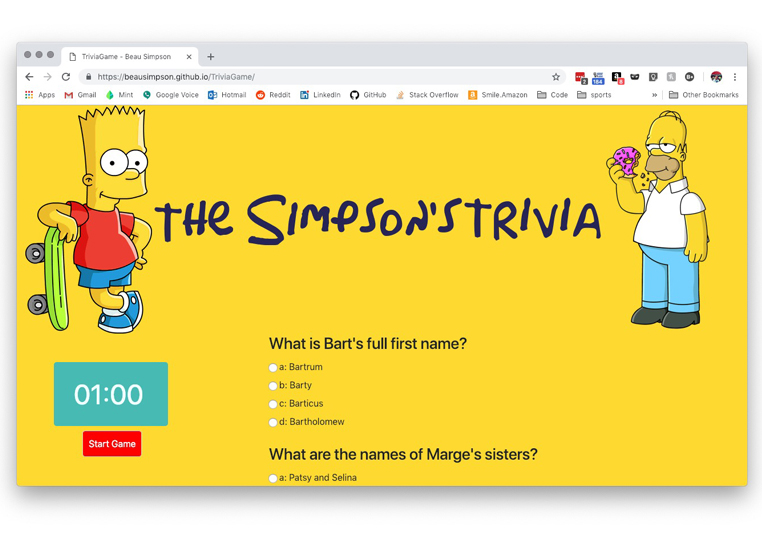 TriviaGame - Beau Simpson
https://beausimpson.github.io/TriviaGame/
Apps Gmail Mint Google Voice Hotmail Reddit LinkedIn GitHub Stack Overflow Smile.Amazon Code sports » Other Bookmarks
THE SIMPSON'S TRIVIA
What is Bart's full first name?
a: Bartrum
b: Barty
c: Barticus
d: Bartholomew
01:00
Start Game
What are the names of Marge's sisters?
a: Patsy and Selina